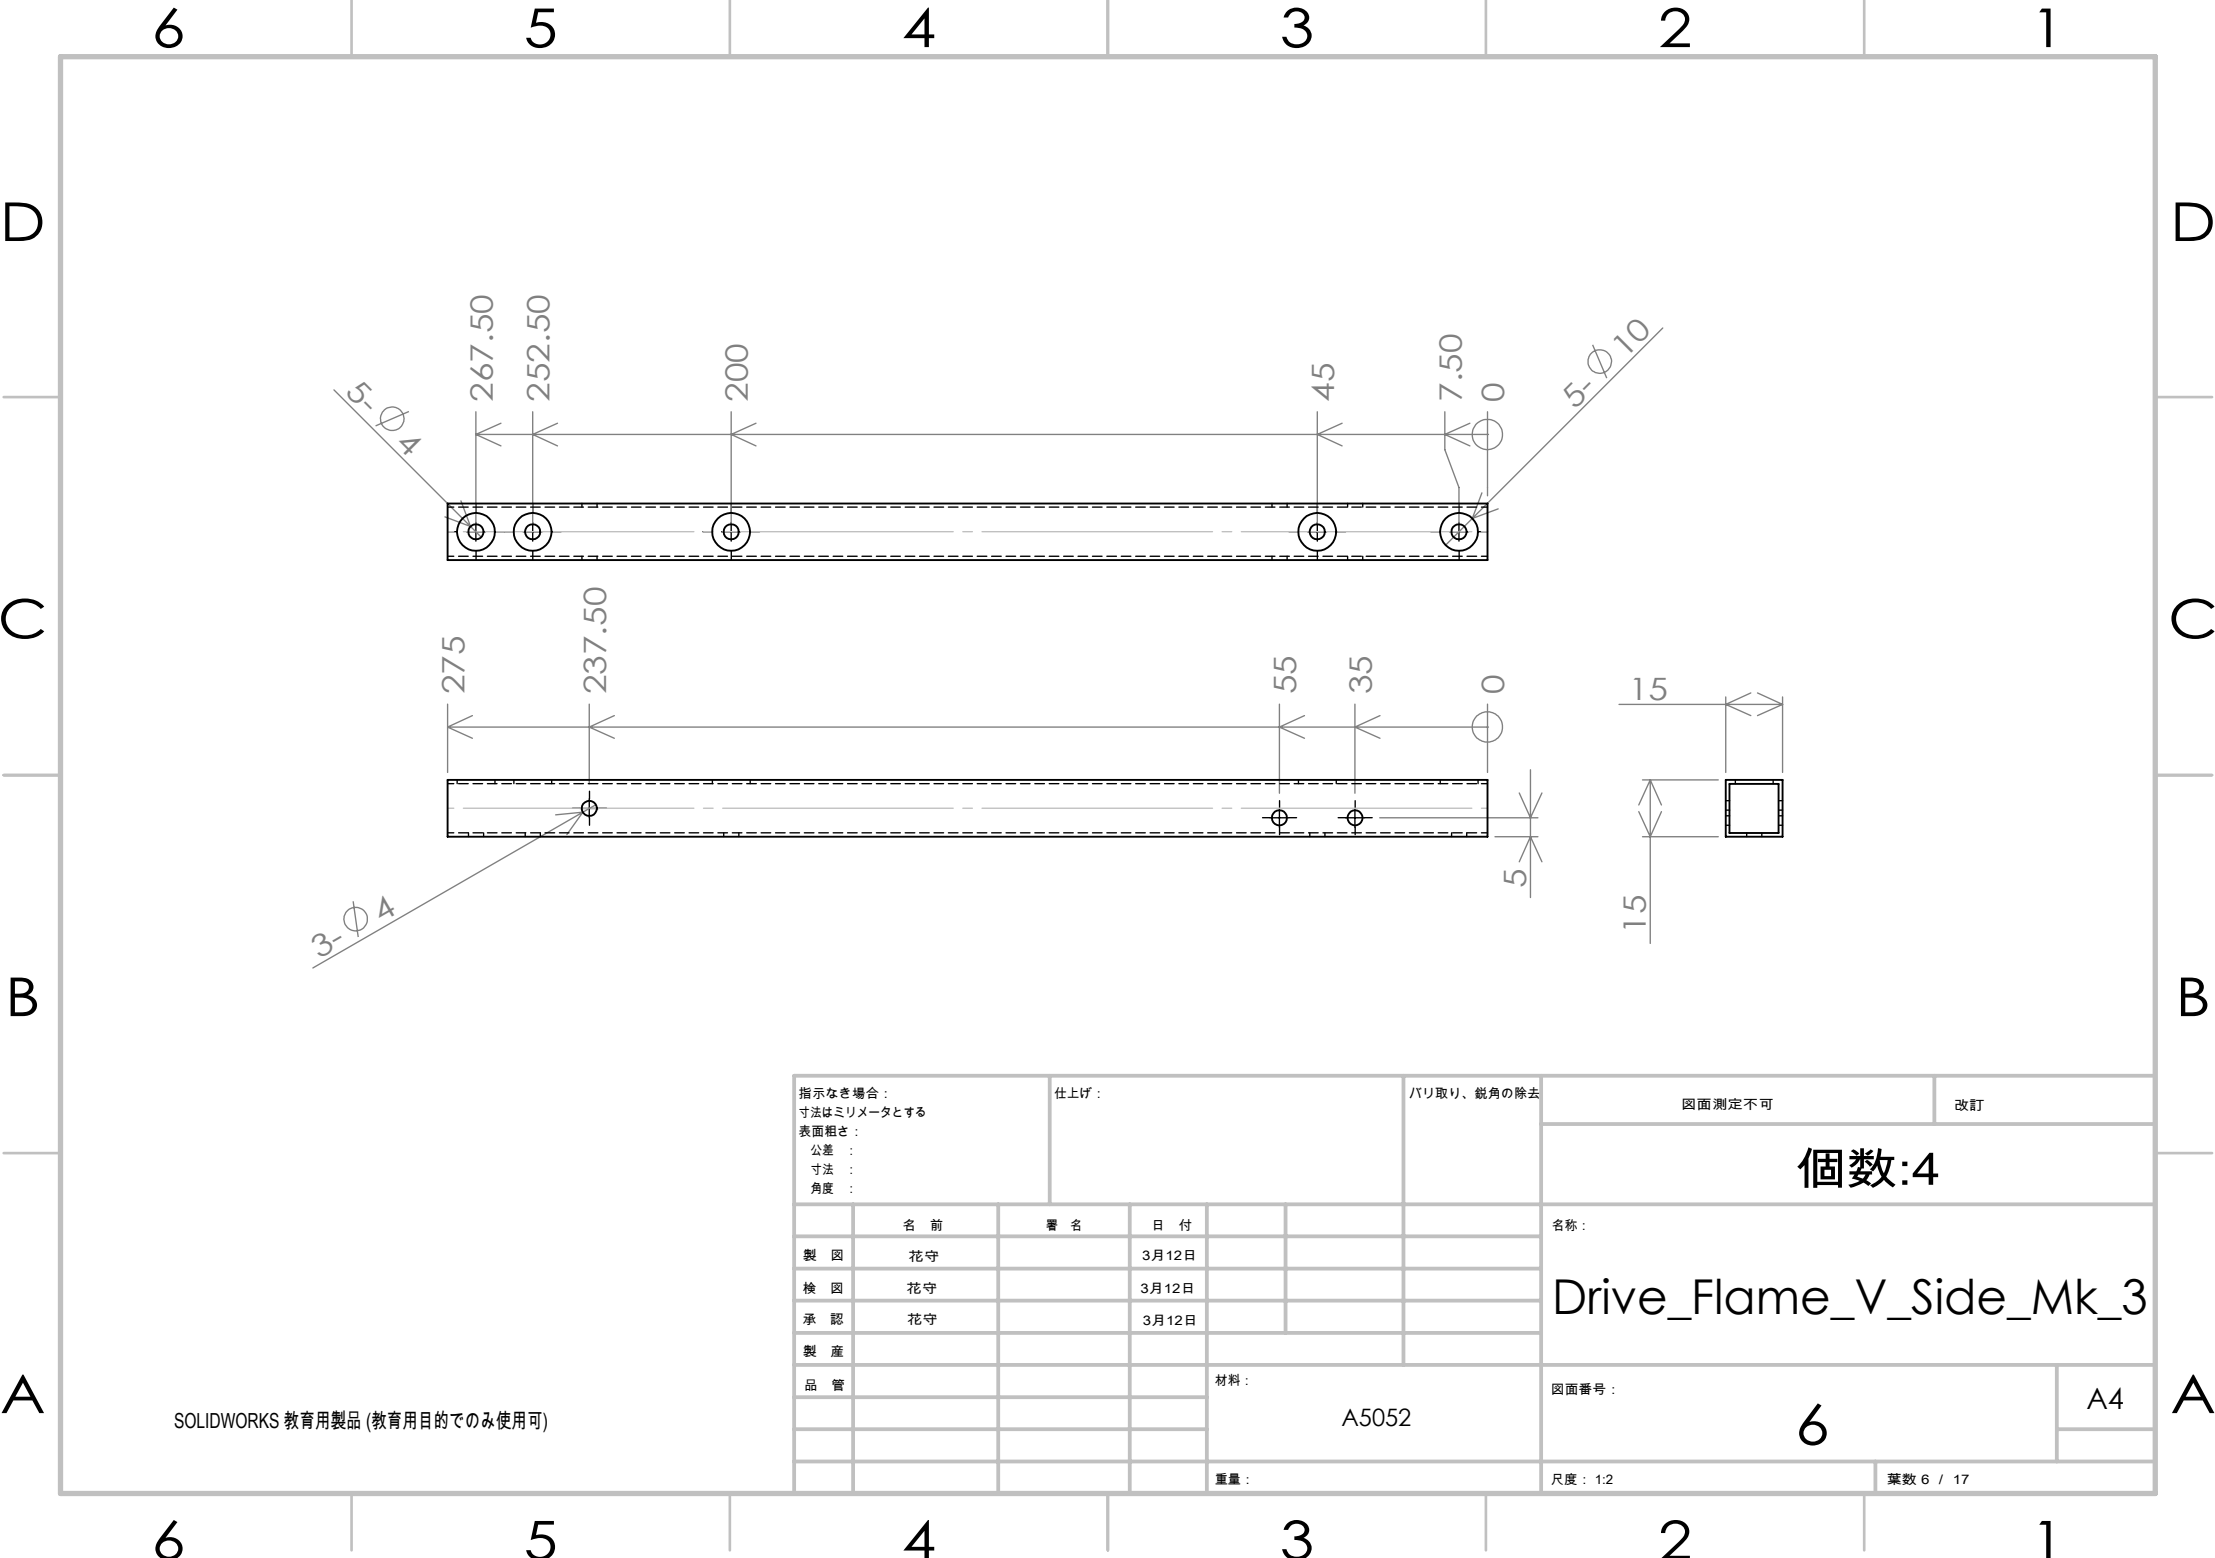 6 5 4 3 2 1
D D
267.50 252.50 200 45 7.50 0
5-∅4
5-∅10
C C
275 237.50 55 35 0
15
5
15
3-∅4
B B
指示なき場合：
寸法はミリメータとする
表面粗さ：
公差 ：
寸法 ：
角度 ：
仕上げ：
バリ取り、鋭角の除去
図面測定不可
改訂
個数:4
名 前 署 名 日 付
製 図 花守 3月12日
検 図 花守 3月12日
承 認 花守 3月12日
製 産
品 管
名称：
Drive_Flame_V_Side_Mk_3
材料：
A5052
図面番号：
6
A4
重量：
尺度： 1:2
葉数 6 / 17
A A
SOLIDWORKS 教育用製品 (教育用目的でのみ使用可)
6 5 4 3 2 1